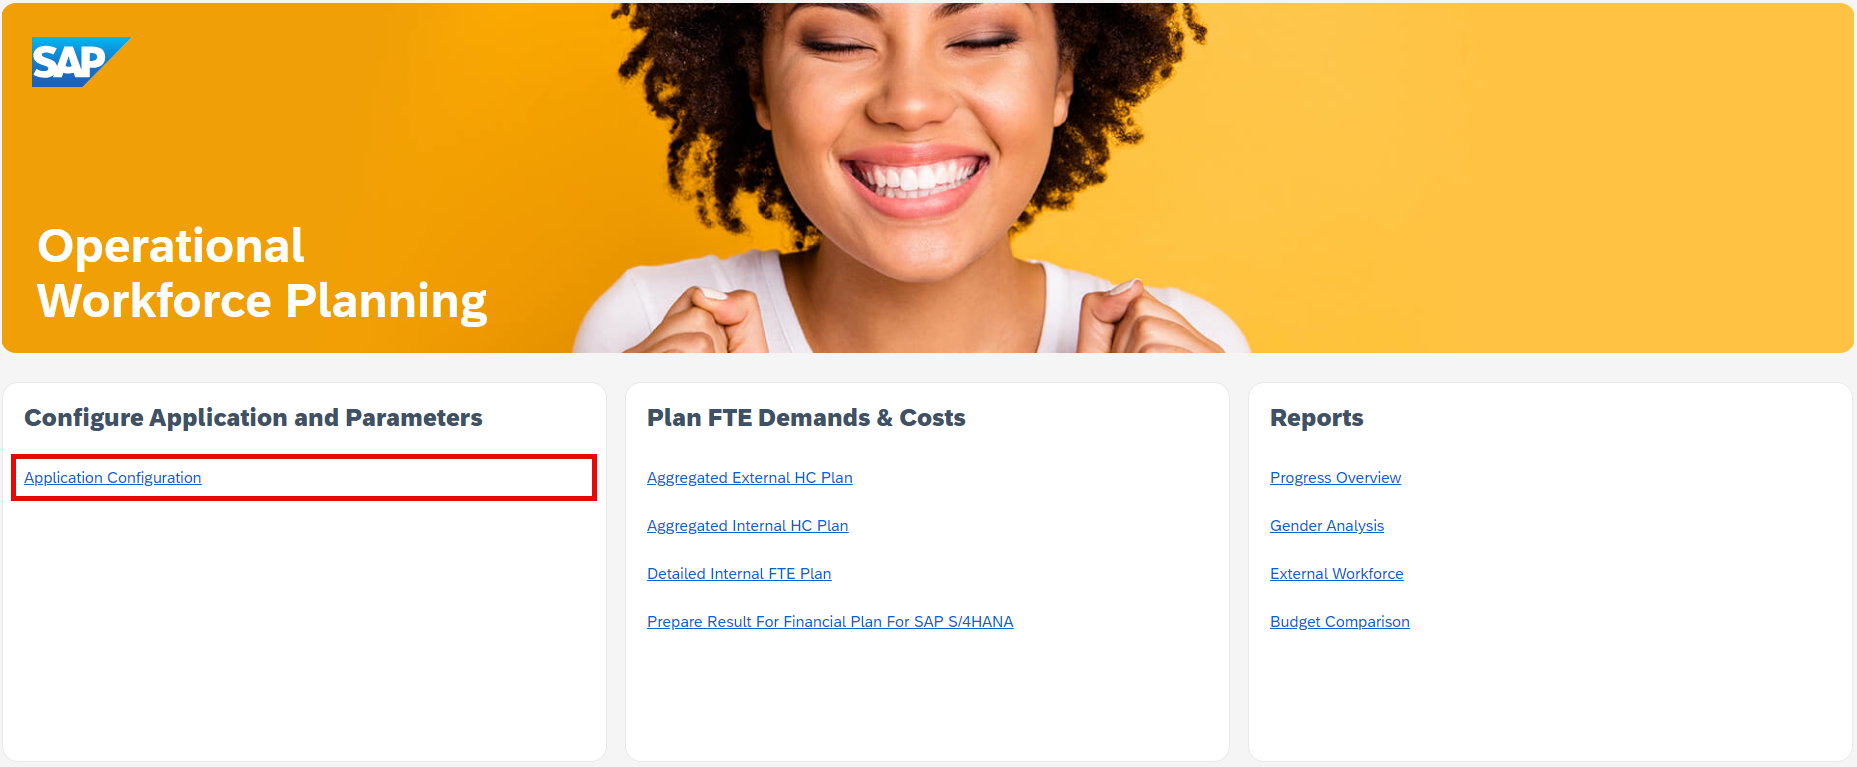 SAP
Operational
Workforce Planning
Configure Application and Parameters
Application Configuration
Plan FTE Demands & Costs
Aggregated External HC Plan
Aggregated Internal HC Plan
Detailed Internal FTE Plan
Prepare Result For Financial Plan For SAP S/4HANA
Reports
Progress Overview
Gender Analysis
External Workforce
Budget Comparison